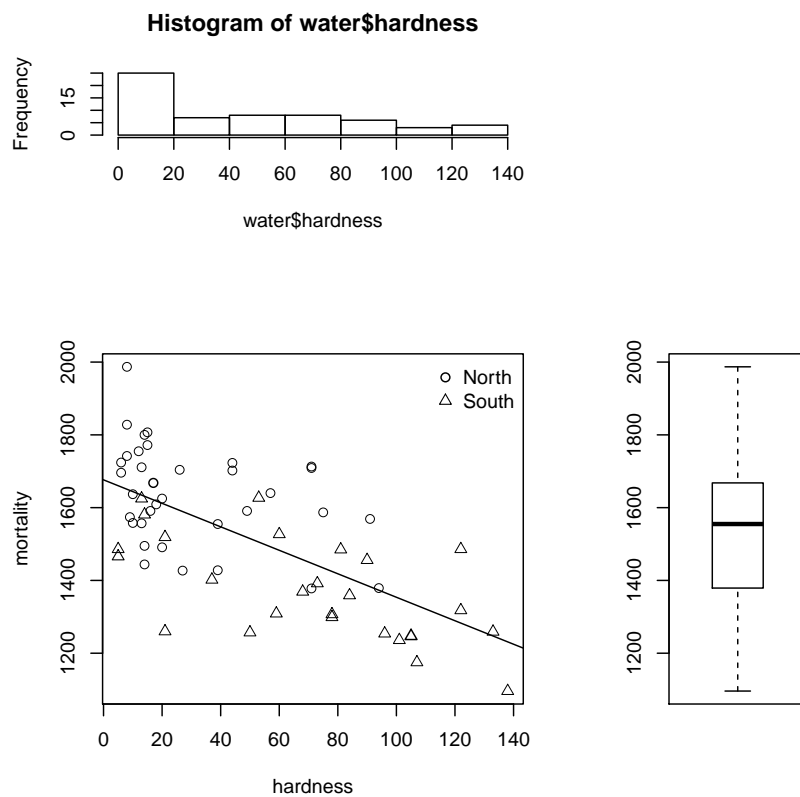 Histogram of water$hardness
Frequency
0 15
0 20 40 60 80 100 120 140
water$hardness
mortality
1200 1400 1600 1800 2000
North
South
0 20 40 60 80 100 120 140
hardness
1200 1400 1600 1800 2000